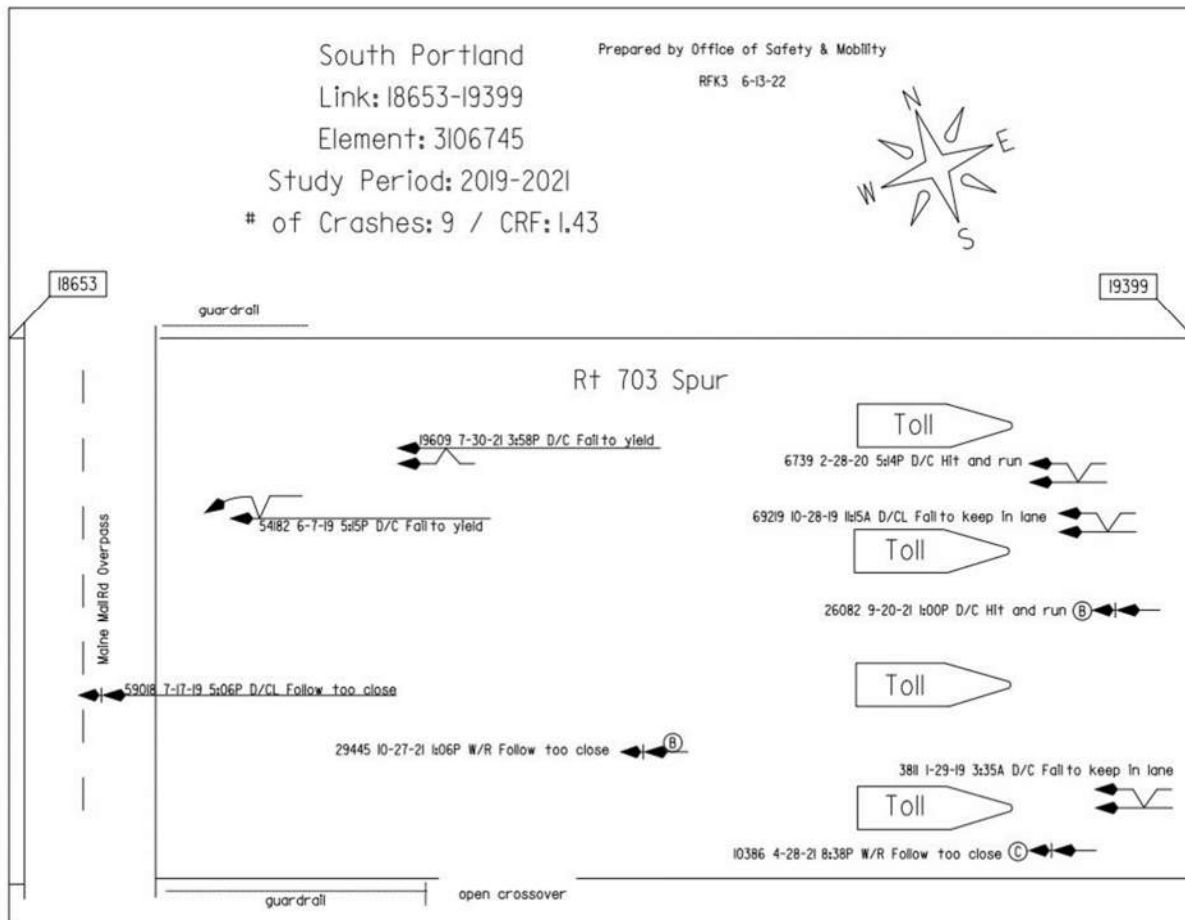 South Portland
Link: 18653-19399
Element: 3106745
Study Period: 2019-2021
# of Crashes: 9 / CRF: 1.43
Prepared by Office of Safety & Mobility
RFK3 6-13-22
N
E
W
S
18653
19399
guardrail
Rt 703 Spur
Toll
19609 7-30-21 3:58P D/C Fail to yield
6739 2-28-20 5:14P D/C Hit and run
54182 6-7-19 5:15P D/C Fail to yield
69219 10-28-19 11:15A D/CL Fail to keep in lane
Toll
Maine Mall Rd Overpass
26082 9-20-21 1:00P D/C Hit and run B
Toll
59018 7-17-19 5:06P D/CL Follow too close
29445 10-27-21 1:06P W/R Follow too close B
3811 1-29-19 3:35A D/C Fail to keep in lane
Toll
10386 4-28-21 8:38P W/R Follow too close C
guardrail
open crossover